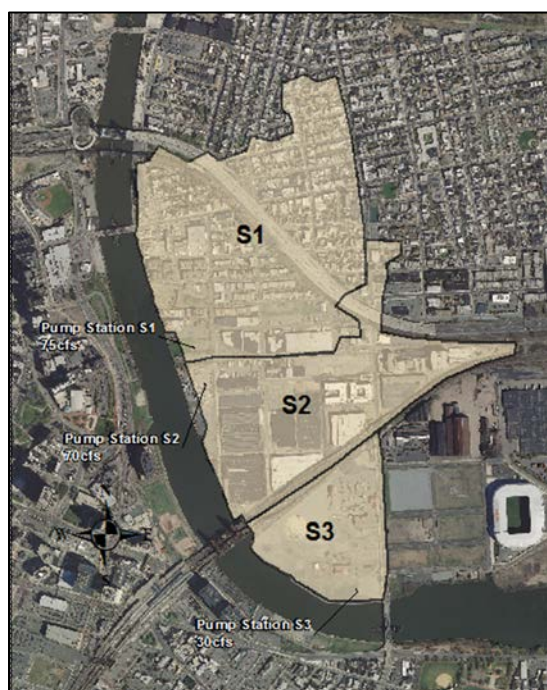 S1
Pump Station S1
75cfs
S2
Pump Station S2
70cfs
S3
Pump Station S3
30cfs
W
E
S